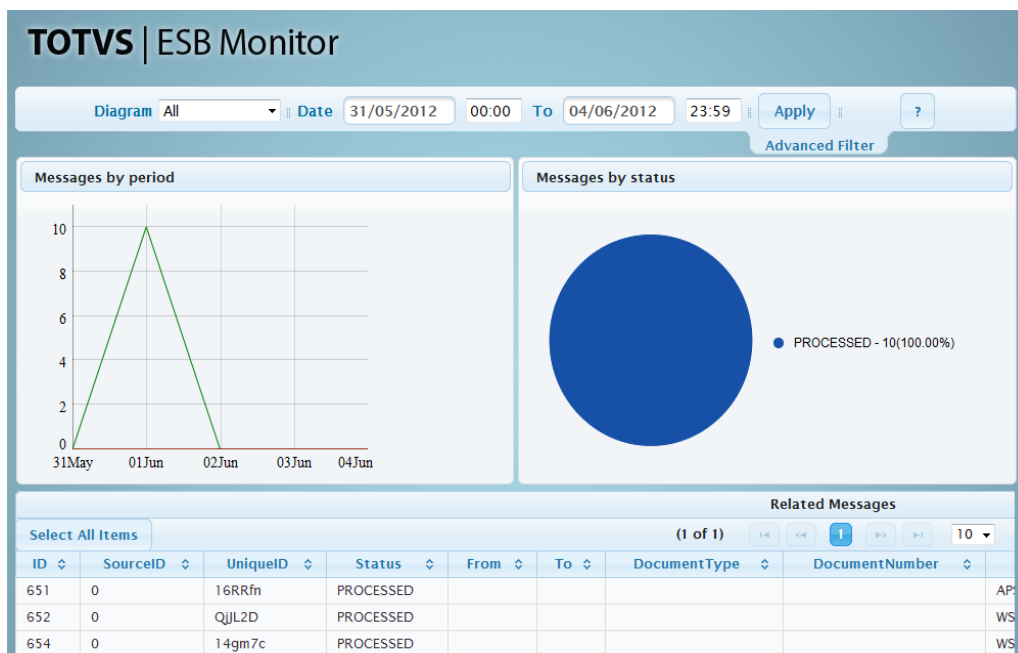 TOTVS | ESB Monitor
Diagram All Date 31/05/2012 00:00 To 04/06/2012 23:59 Apply ?
Advanced Filter
Messages by period
10
8
6
4
2
0
31May 01Jun 02Jun 03Jun 04Jun
Messages by status
PROCESSED - 10(100.00%)
Related Messages
Select All Items (1 of 1) 1 10
ID SourceID UniqueID Status From To DocumentType DocumentNumber
651 0 16RRfn PROCESSED
652 0 QjJL2D PROCESSED WS
654 0 14gm7c PROCESSED WS